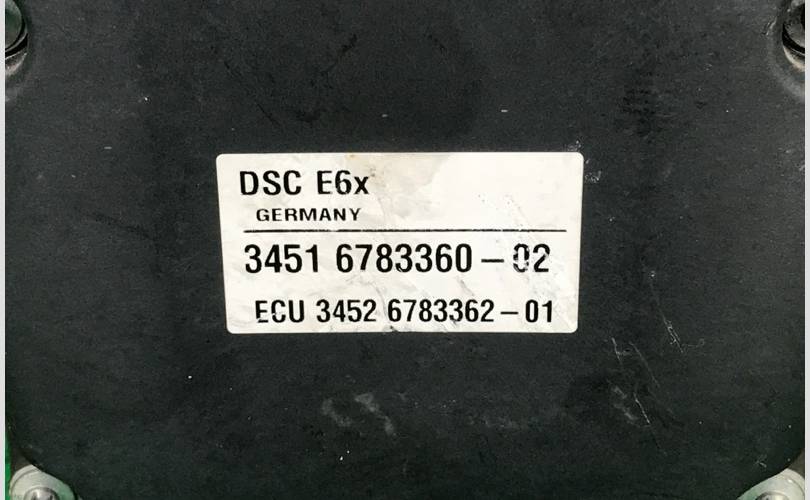 DSC E6x
GERMANY
3451 6783360 – 02
ECU 3452 6783362 – 01